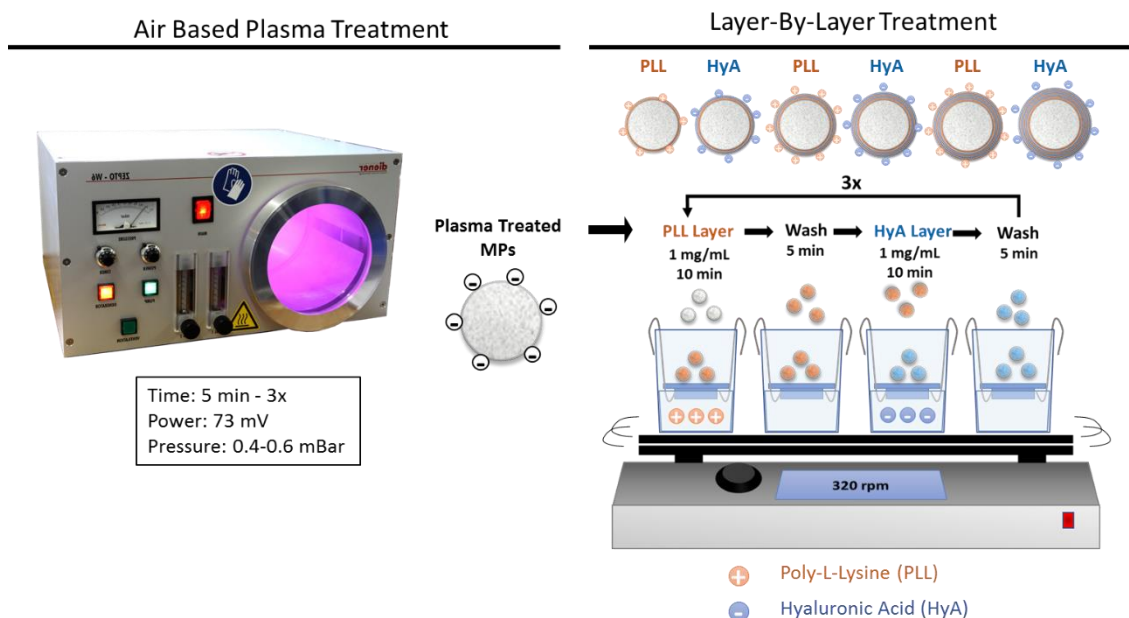 Air Based Plasma Treatment
ZEPTO - W6
diener
Time: 5 min - 3x
Power: 73 mV
Pressure: 0.4-0.6 mBar
Plasma Treated
MPs
Layer-By-Layer Treatment
PLL HyA PLL HyA PLL HyA
3x
PLL Layer Wash HyA Layer Wash
1 mg/mL 5 min 1 mg/mL 5 min
10 min 10 min
320 rpm
Poly-L-Lysine (PLL)
Hyaluronic Acid (HyA)